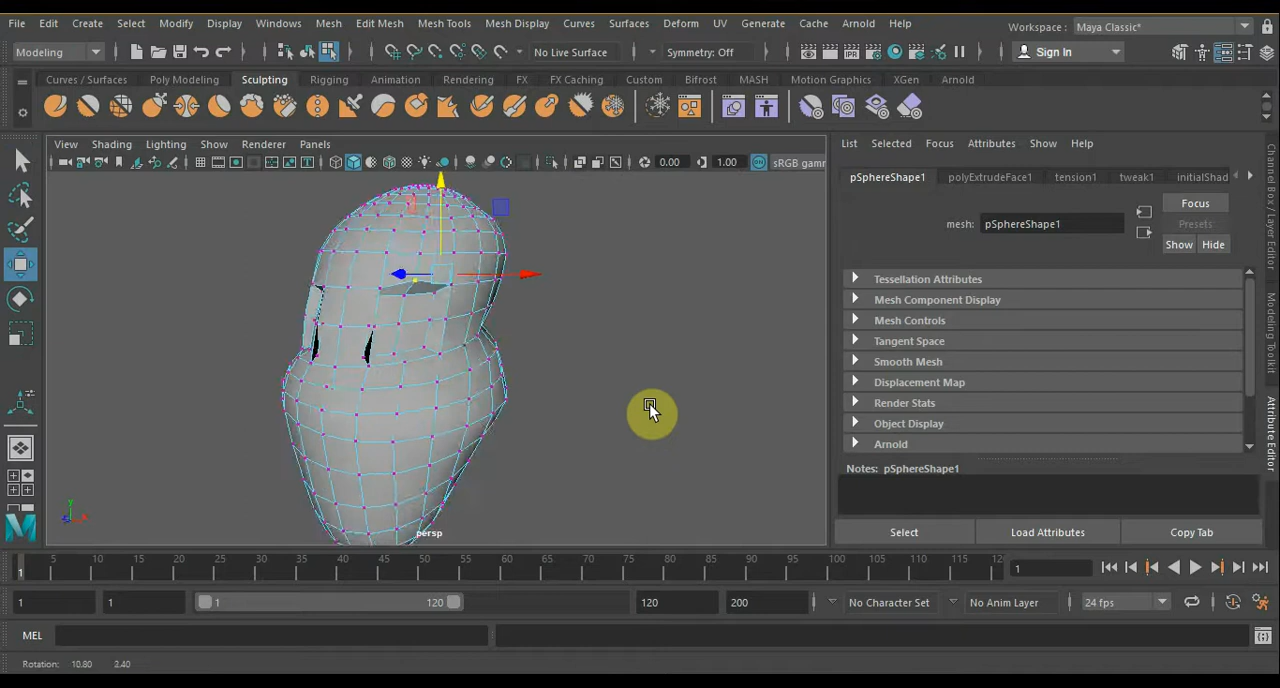 File Edit Create Select Modify Display Windows Mesh Edit Mesh Mesh Tools Mesh Display Curves Surfaces Deform UV Generate Cache Arnold Help Workspace : Maya Classic*
Modeling No Live Surface Symmetry: Off Sign In
Curves / Surfaces Poly Modeling Sculpting Rigging Animation Rendering FX FX Caching Custom Bifrost MASH Motion Graphics XGen Arnold
View Shading Lighting Show Renderer Panels List Selected Focus Attributes Show Help
0.00 1.00 sRGB gamm
pSphereShape1 polyExtrudeFace1 tension1 tweak1 initialShad
Focus
mesh: pSphereShape1 Presets
Show Hide
Tessellation Attributes
Mesh Component Display
Mesh Controls
Tangent Space
Smooth Mesh
Displacement Map
Render Stats
Object Display
Arnold
Notes: pSphereShape1
persp
Select Load Attributes Copy Tab
Channel Box / Layer Editor
Modeling Toolkit
Attribute Editor
5 10 15 20 25 30 35 40 45 50 55 60 65 70 75 80 85 90 95 100 105 110 115 12
1 1
1 1 1 120 120 200 No Character Set No Anim Layer 24 fps
MEL
Rotation: 10.80 2.40